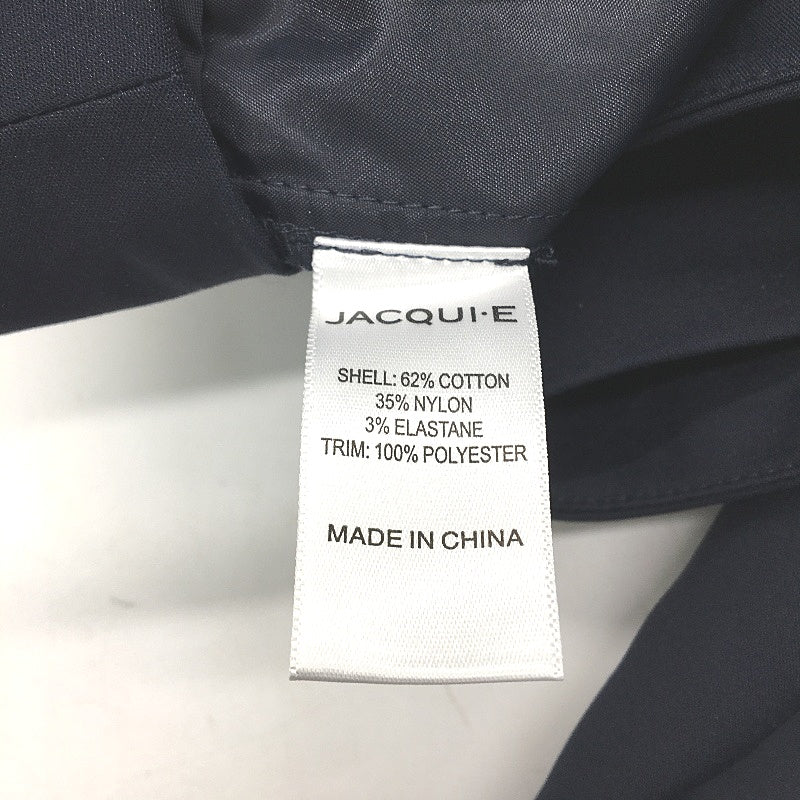 JACQUI·E
SHELL: 62% COTTON
35% NYLON
3% ELASTANE
TRIM: 100% POLYESTER
MADE IN CHINA